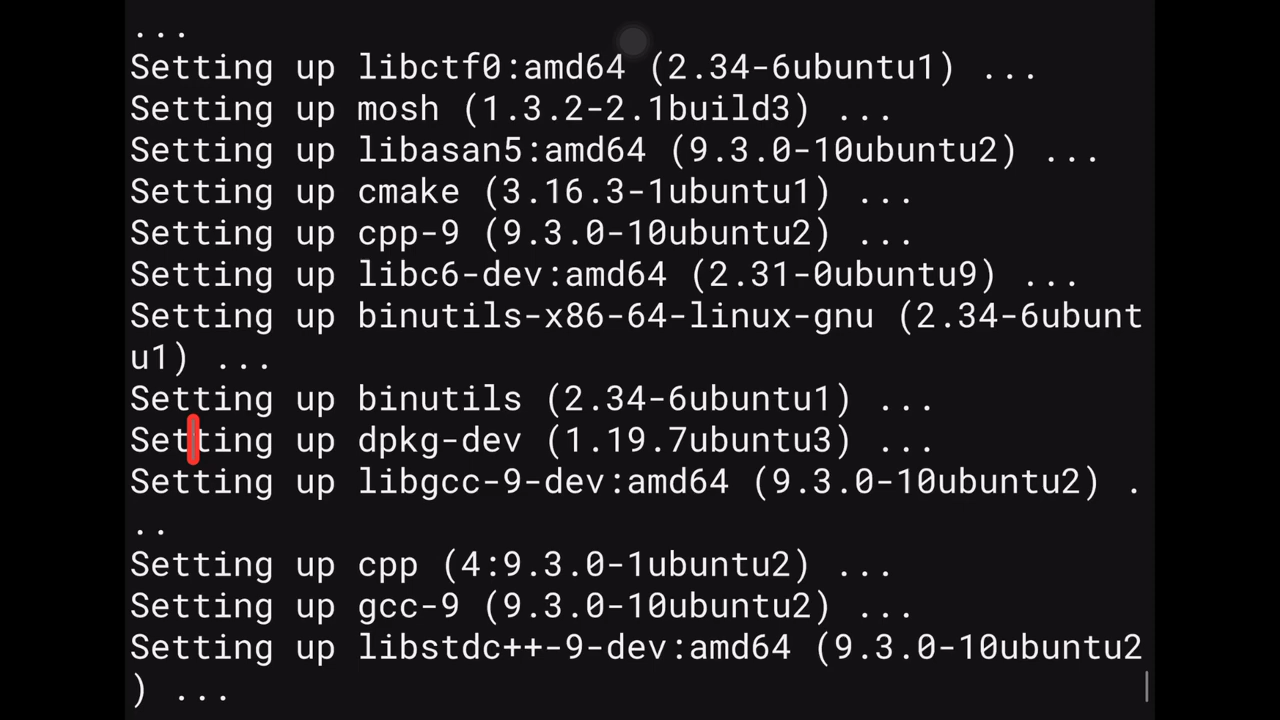 ...
Setting up libctf0:amd64 (2.34-6ubuntu1) ...
Setting up mosh (1.3.2-2.1build3) ...
Setting up libasan5:amd64 (9.3.0-10ubuntu2) ...
Setting up cmake (3.16.3-1ubuntu1) ...
Setting up cpp-9 (9.3.0-10ubuntu2) ...
Setting up libc6-dev:amd64 (2.31-0ubuntu9) ...
Setting up binutils-x86-64-linux-gnu (2.34-6ubunt
u1) ...
Setting up binutils (2.34-6ubuntu1) ...
Setting up dpkg-dev (1.19.7ubuntu3) ...
Setting up libgcc-9-dev:amd64 (9.3.0-10ubuntu2) .
..
Setting up cpp (4:9.3.0-1ubuntu2) ...
Setting up gcc-9 (9.3.0-10ubuntu2) ...
Setting up libstdc++-9-dev:amd64 (9.3.0-10ubuntu2
) ...